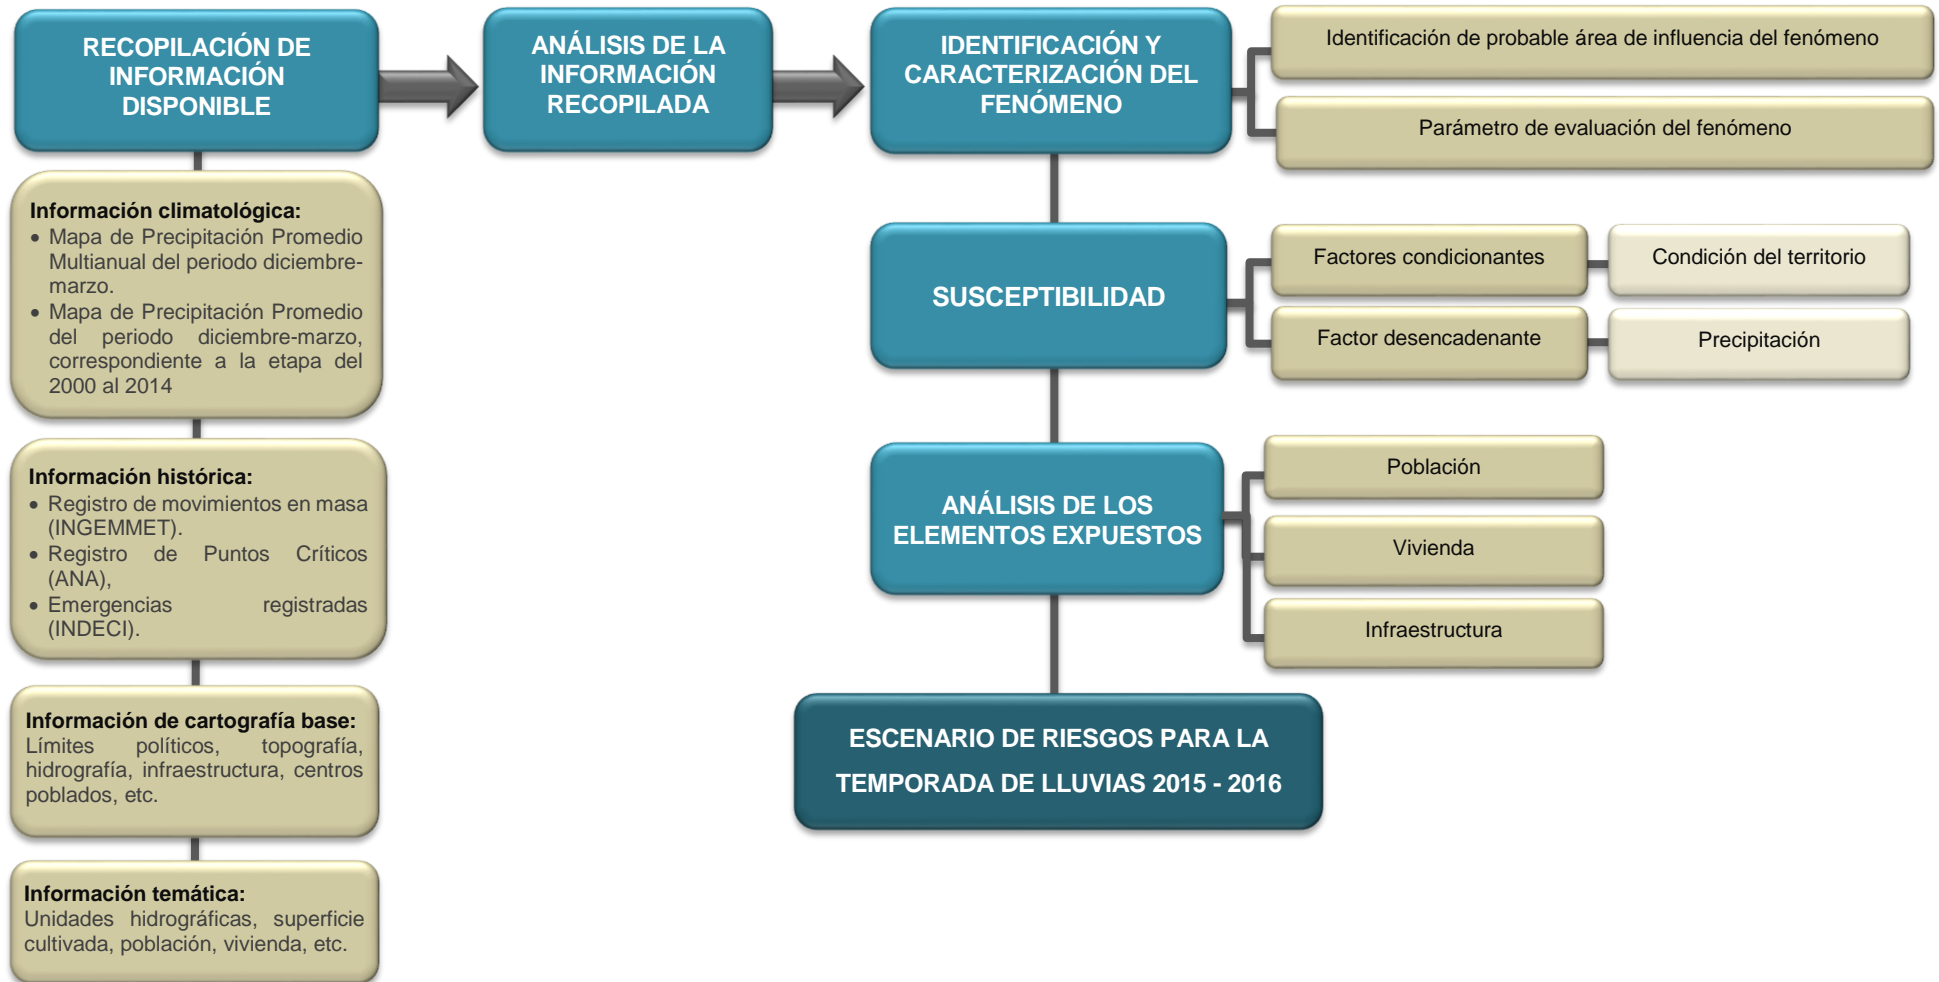 RECOPILACIÓN DE
INFORMACIÓN
DISPONIBLE
Información climatológica:
• Mapa de Precipitación Promedio
Multianual del periodo diciembre-
marzo.
• Mapa de Precipitación Promedio
del periodo diciembre-marzo,
correspondiente a la etapa del
2000 al 2014
Información histórica:
• Registro de movimientos en masa
(INGEMMET).
• Registro de Puntos Críticos
(ANA),
• Emergencias registradas
(INDECI).
Información de cartografía base:
Límites políticos, topografía,
hidrografía, infraestructura, centros
poblados, etc.
Información temática:
Unidades hidrográficas, superficie
cultivada, población, vivienda, etc.
ANÁLISIS DE LA
INFORMACIÓN
RECOPILADA
IDENTIFICACIÓN Y
CARACTERIZACIÓN DEL
FENÓMENO
Identificación de probable área de influencia del fenómeno
Parámetro de evaluación del fenómeno
SUSCEPTIBILIDAD
Factores condicionantes
Condición del territorio
Factor desencadenante
Precipitación
ANÁLISIS DE LOS
ELEMENTOS EXPUESTOS
Población
Vivienda
Infraestructura
ESCENARIO DE RIESGOS PARA LA
TEMPORADA DE LLUVIAS 2015 - 2016